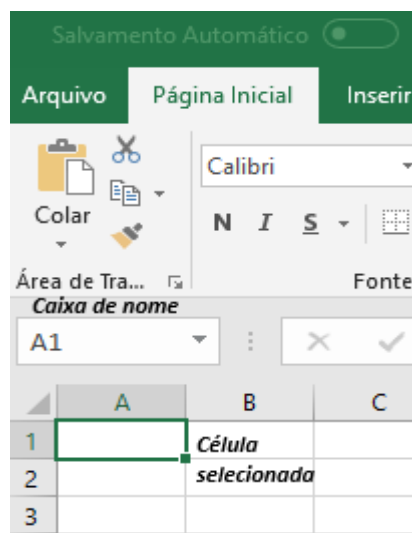 Salvamento Automático
Arquivo Página Inicial Inserir
Calibri
Colar
N I S
Área de Tra... Fonte
Caixa de nome
A1
A B C
1 Célula
2 selecionada
3